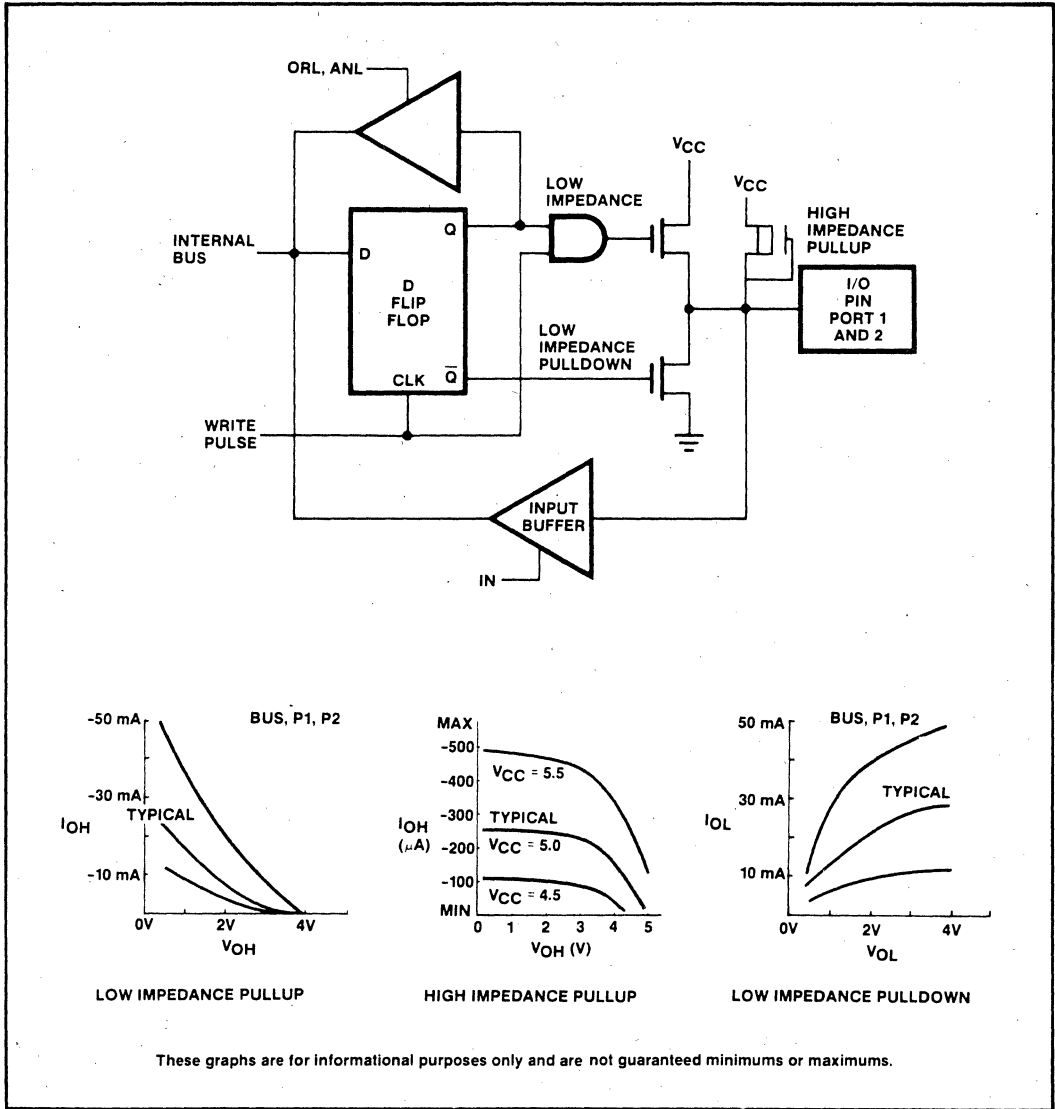 ORL, ANL
VCC
VCC
LOW
IMPEDANCE
HIGH
IMPEDANCE
PULLUP
INTERNAL
BUS
D
Q
D
FLIP
FLOP
I/O
PIN
PORT 1
AND 2
LOW
IMPEDANCE
PULLDOWN
CLK
Q̅
WRITE
PULSE
INPUT
BUFFER
IN
-50 mA
BUS, P1, P2
-30 mA
TYPICAL
IOH
-10 mA
0V
2V
4V
VOH
LOW IMPEDANCE PULLUP
MAX
-500
VCC = 5.5
-400
-300
TYPICAL
IOH
(μA)
-200
VCC = 5.0
-100
VCC = 4.5
MIN
0 1 2 3 4 5
VOH (V)
HIGH IMPEDANCE PULLUP
50 mA
BUS, P1, P2
30 mA
TYPICAL
IOL
10 mA
0V
2V
4V
VOL
LOW IMPEDANCE PULLDOWN
These graphs are for informational purposes only and are not guaranteed minimums or maximums.